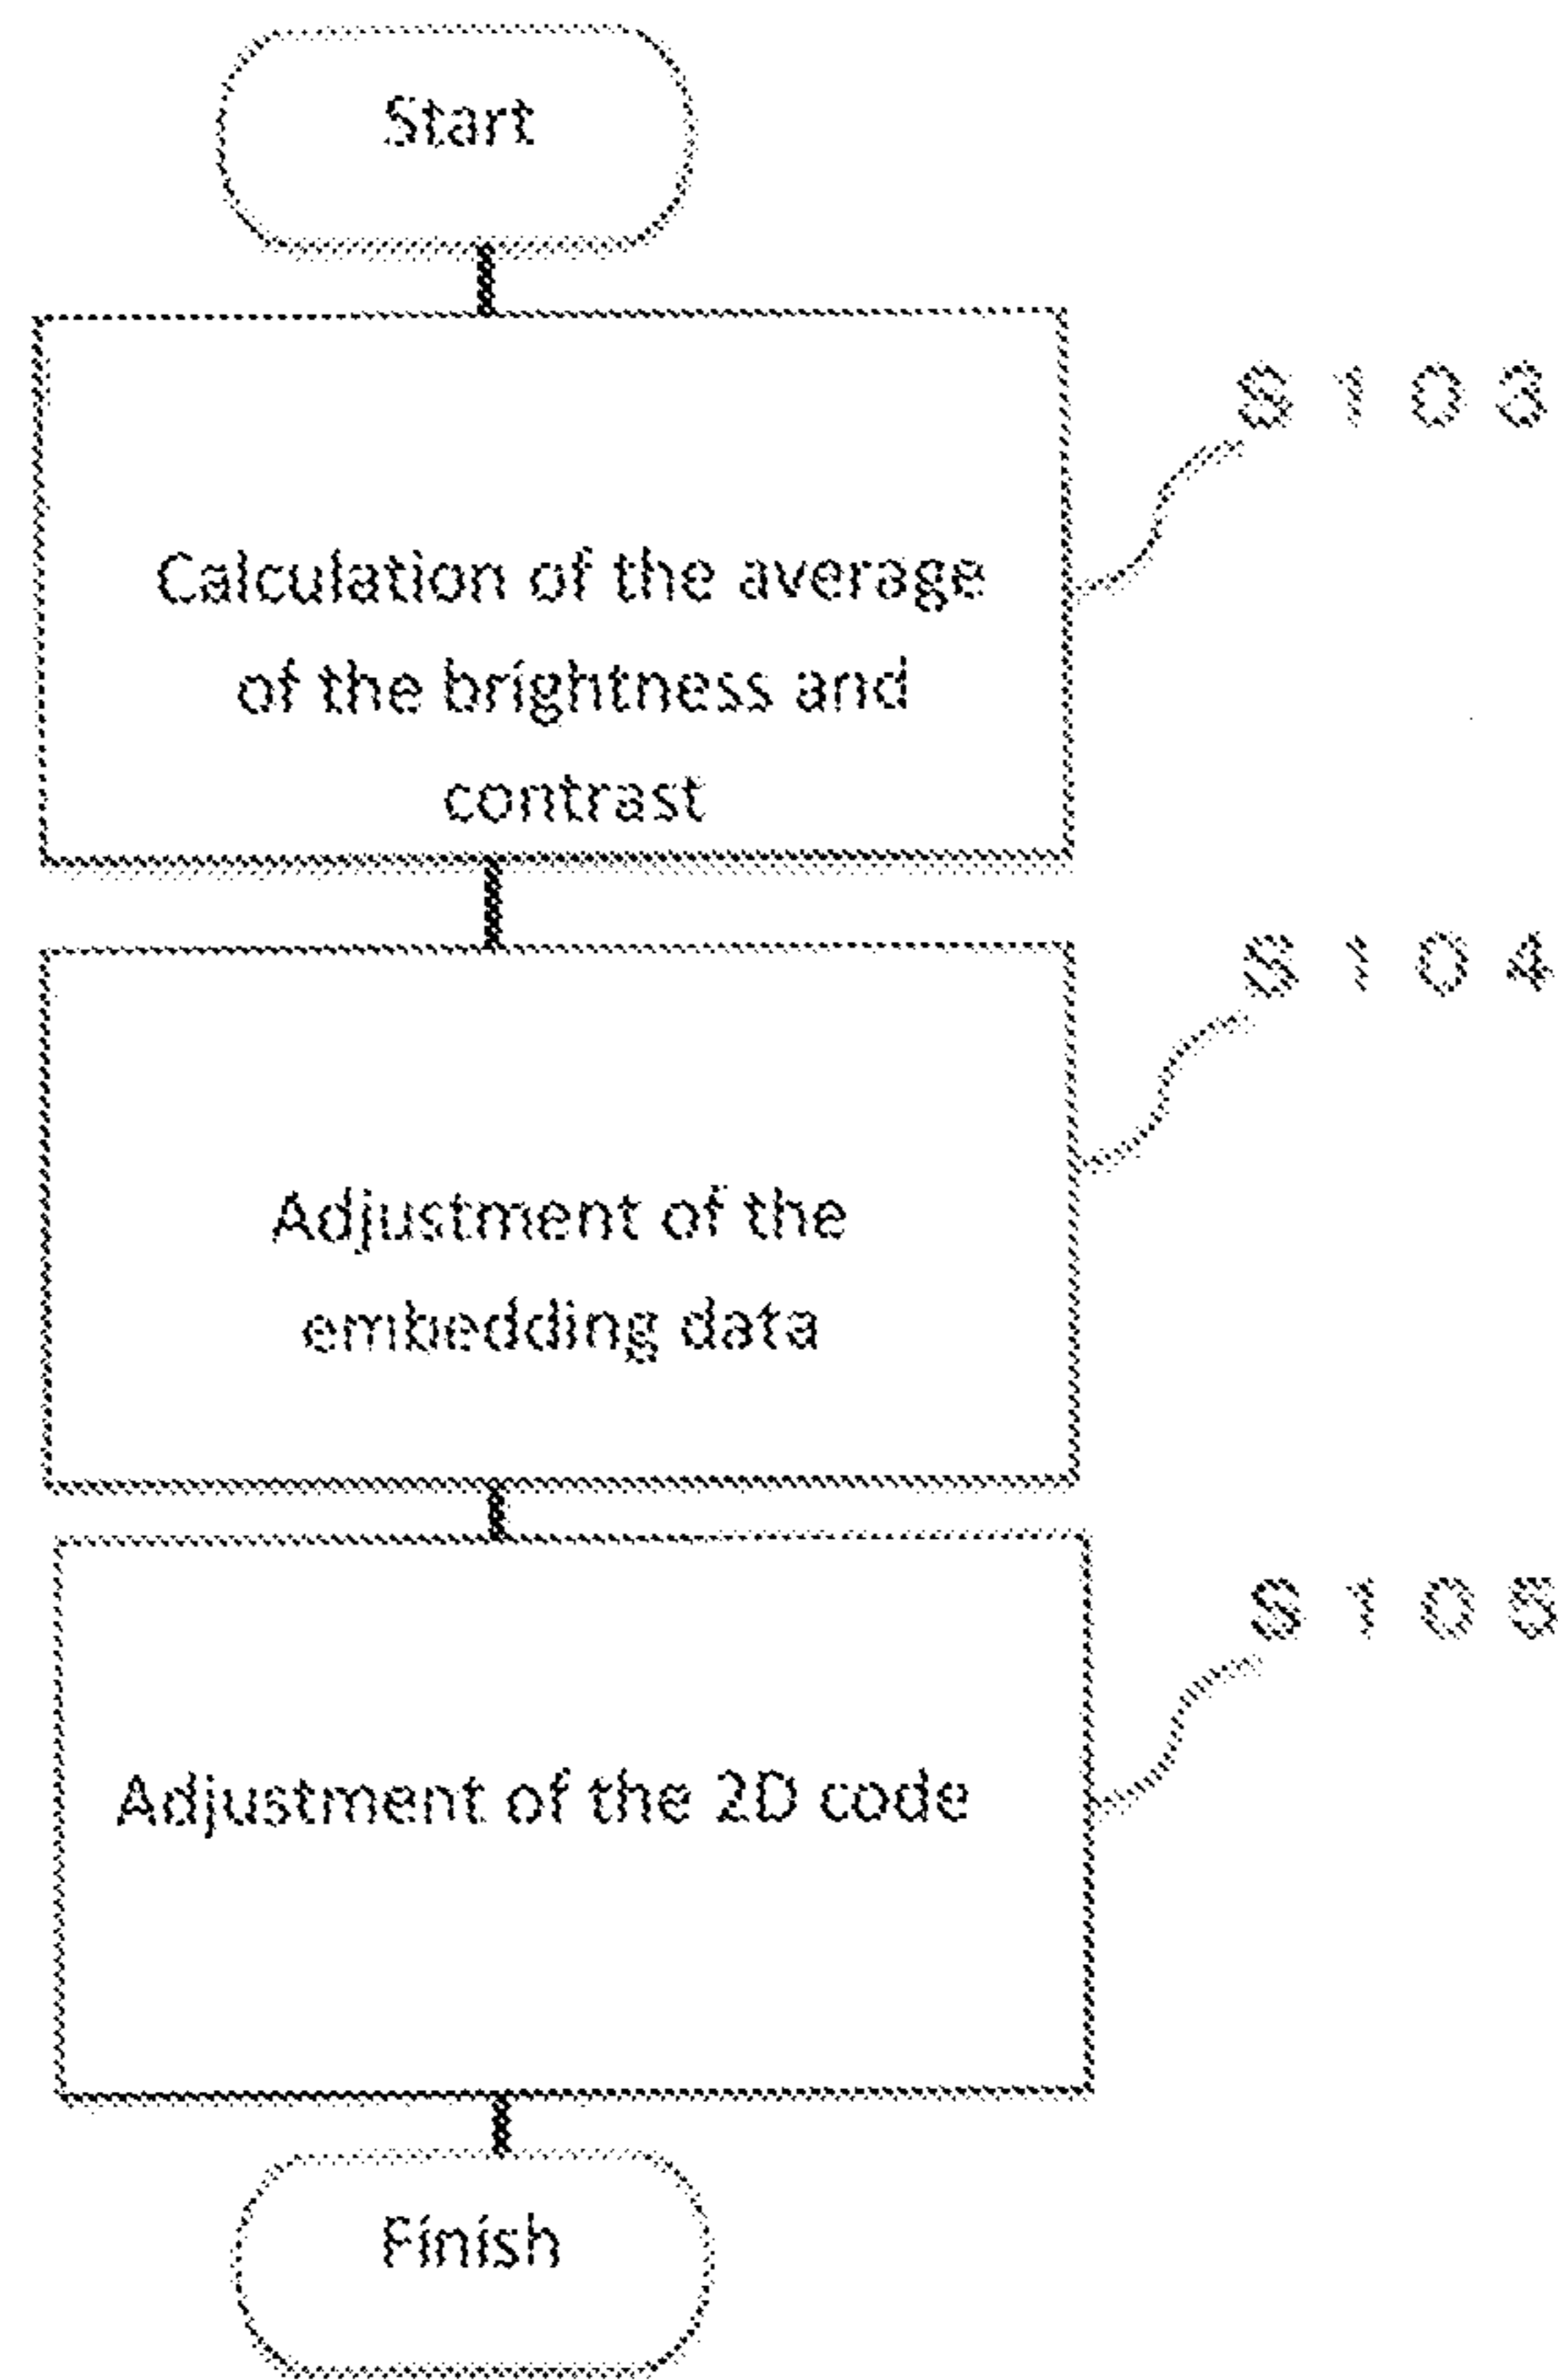 Start
S103
Calculation of the average
of the brightness and
contrast
S104
Adjustment of the
embedding data
S105
Adjustment of the 2D code
Finish